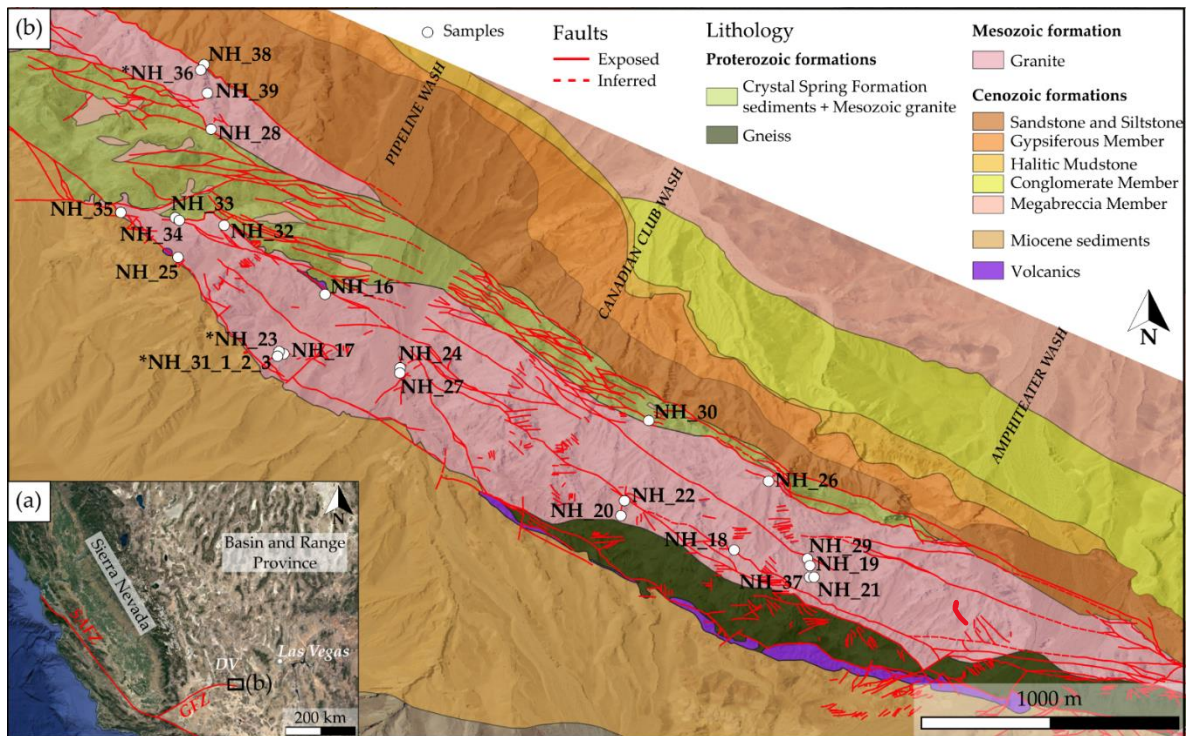 (b)
Samples
Faults
Exposed
Inferred
Lithology
Proterozoic formations
Crystal Spring Formation
sediments + Mesozoic granite
Gneiss
Mesozoic formation
Granite
Cenozoic formations
Sandstone and Siltstone
Gypsiferous Member
Halitic Mudstone
Conglomerate Member
Megabreccia Member
Miocene sediments
Volcanics
NH_38
*NH_36
NH_39
NH_28
PIPELINE WASH
CANADIAN CLUB WASH
AMPHITEATER WASH
N
NH_35
NH_33
NH_34
NH_32
NH_25
NH_16
*NH_23
NH_17
*NH_31_1_2_3
NH_24
NH_27
NH_30
NH_26
NH_22
NH_20
NH_18
NH_29
NH_19
NH_37
NH_21
1000 m
(a)
N
Sierra Nevada
Basin and Range
Province
SAFZ
Las Vegas
DV
(b)
GFZ
200 km